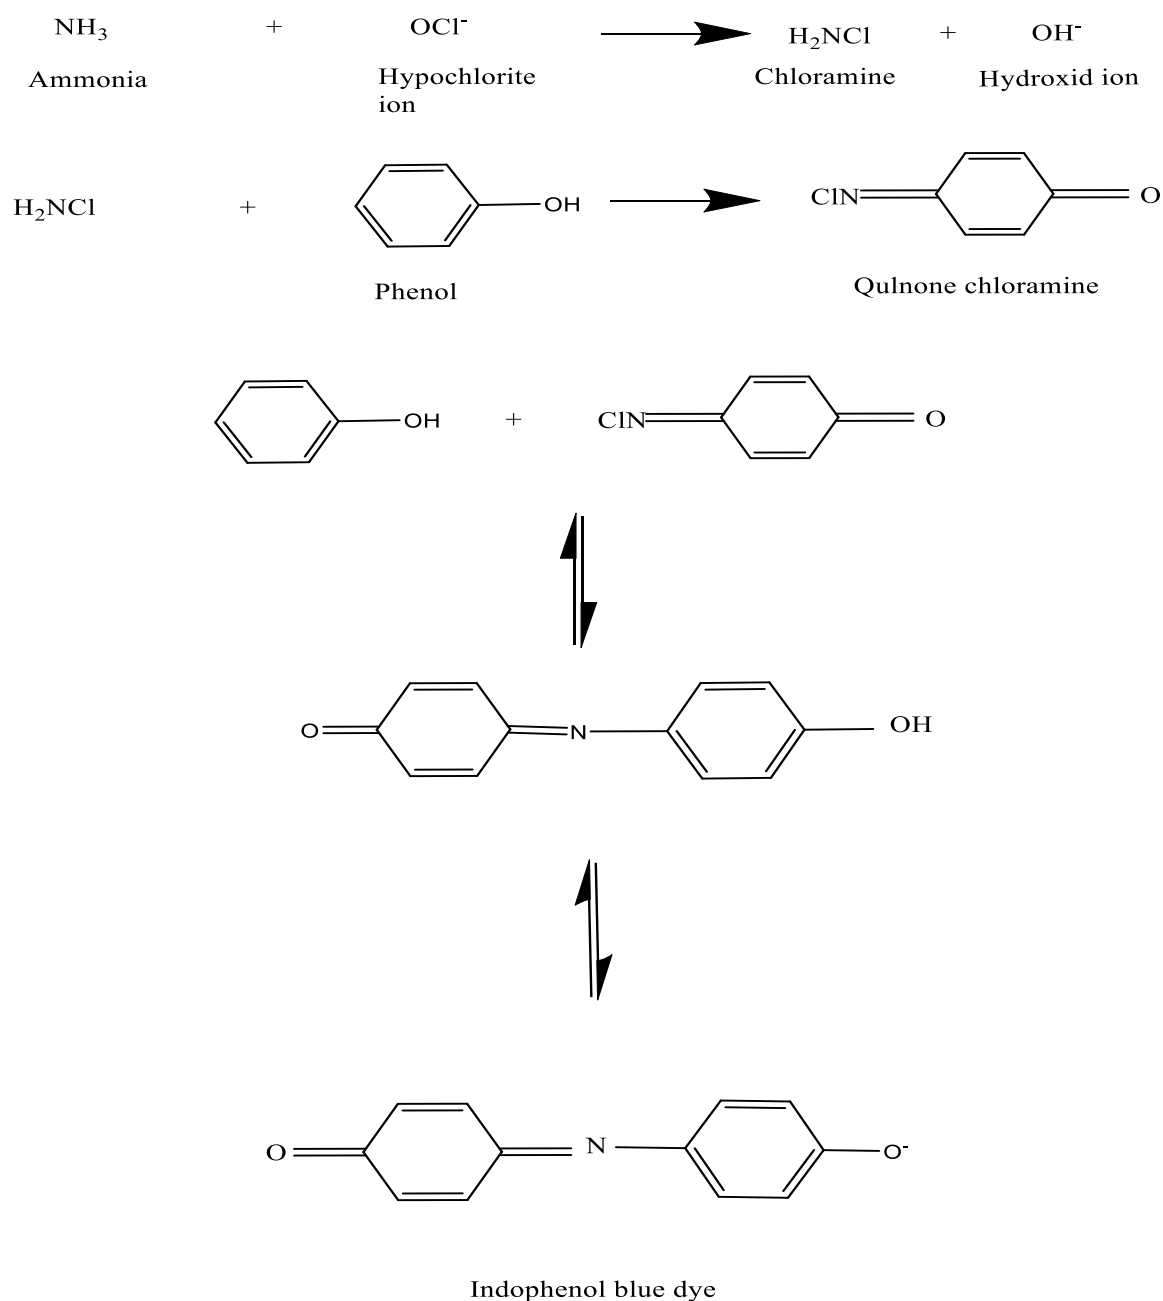 NH₃ + OCl⁻ H₂NCl + OH⁻
Ammonia Hypochlorite ion Chloramine Hydroxid ion
H₂NCl + OH ClN O
Phenol Qulnone chloramine
OH + ClN O
O N OH
O N O⁻
Indophenol blue dye